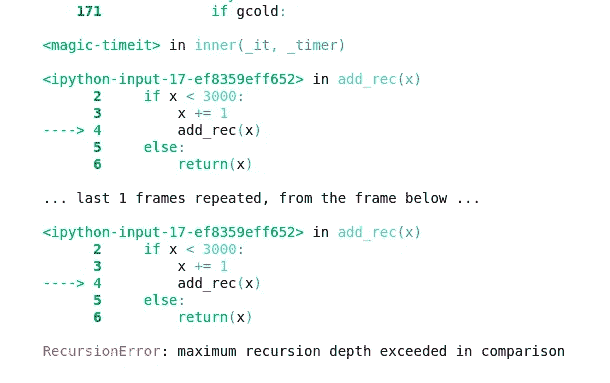 171 if gcold:
<magic-timeit> in inner(_it, _timer)
<ipython-input-17-ef8359eff652> in add_rec(x)
2 if x < 3000:
3 x += 1
----> 4 add_rec(x)
5 else:
6 return(x)
... last 1 frames repeated, from the frame below ...
<ipython-input-17-ef8359eff652> in add_rec(x)
2 if x < 3000:
3 x += 1
----> 4 add_rec(x)
5 else:
6 return(x)
RecursionError: maximum recursion depth exceeded in comparison